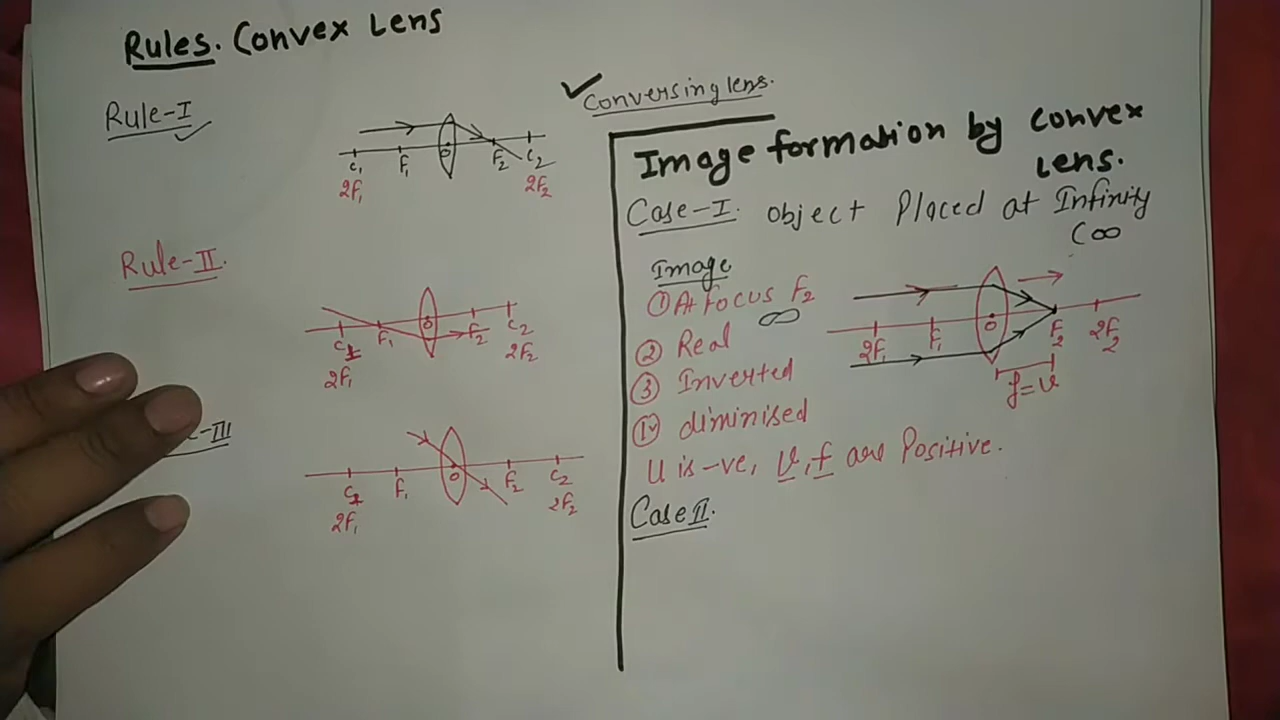 Rules. Convex Lens
Rule-I
C₁ F₁ O F₂ C₂
2F₁ 2F₂
Rule-II.
C₁ F₁ O F₂ C₂
2F₁ 2F₂
-III
C₁ F₁ O F₂ C₂
2F₁ 2F₂
Conversing lens.
Image formation by convex
Lens.
Case-I. object Placed at Infinity
(∞
Image
① At Focus F₂
∞
② Real
③ Inverted
diminised
2F₁ F₁ O F₂ 2F₂
f=v
U is -ve, v, f are Positive.
Case II.